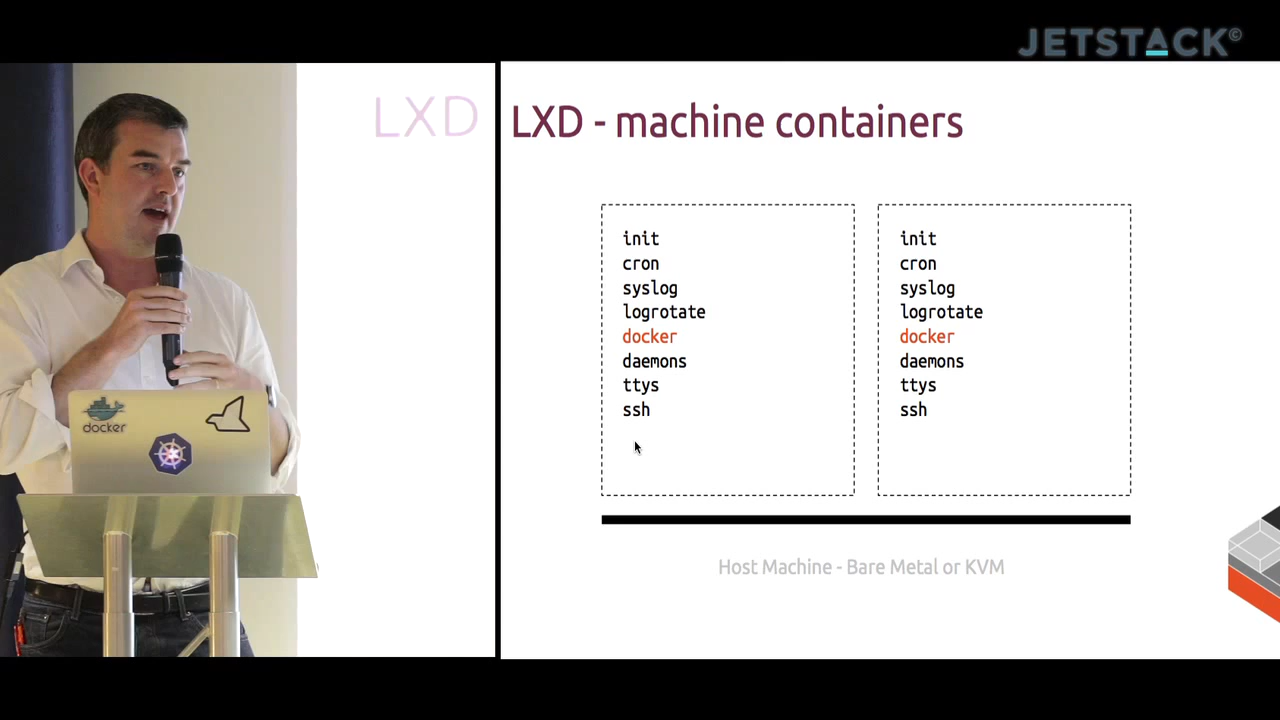 JETSTACK©
LXD
LXD - machine containers
init
cron
syslog
logrotate
docker
daemons
ttys
ssh
init
cron
syslog
logrotate
docker
daemons
ttys
ssh
Host Machine - Bare Metal or KVM
docker